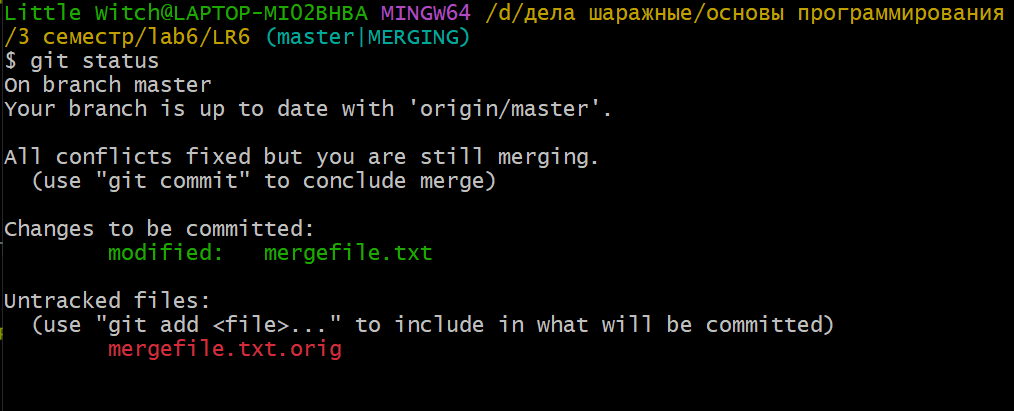 Little Witch@LAPTOP-MIO2BHBA MINGW64 /d/дела шаражные/основы программирования
/3 семестр/lab6/LR6 (master|MERGING)
$ git status
On branch master
Your branch is up to date with 'origin/master'.
All conflicts fixed but you are still merging.
(use "git commit" to conclude merge)
Changes to be committed:
modified: mergefile.txt
Untracked files:
(use "git add <file>..." to include in what will be committed)
mergefile.txt.orig